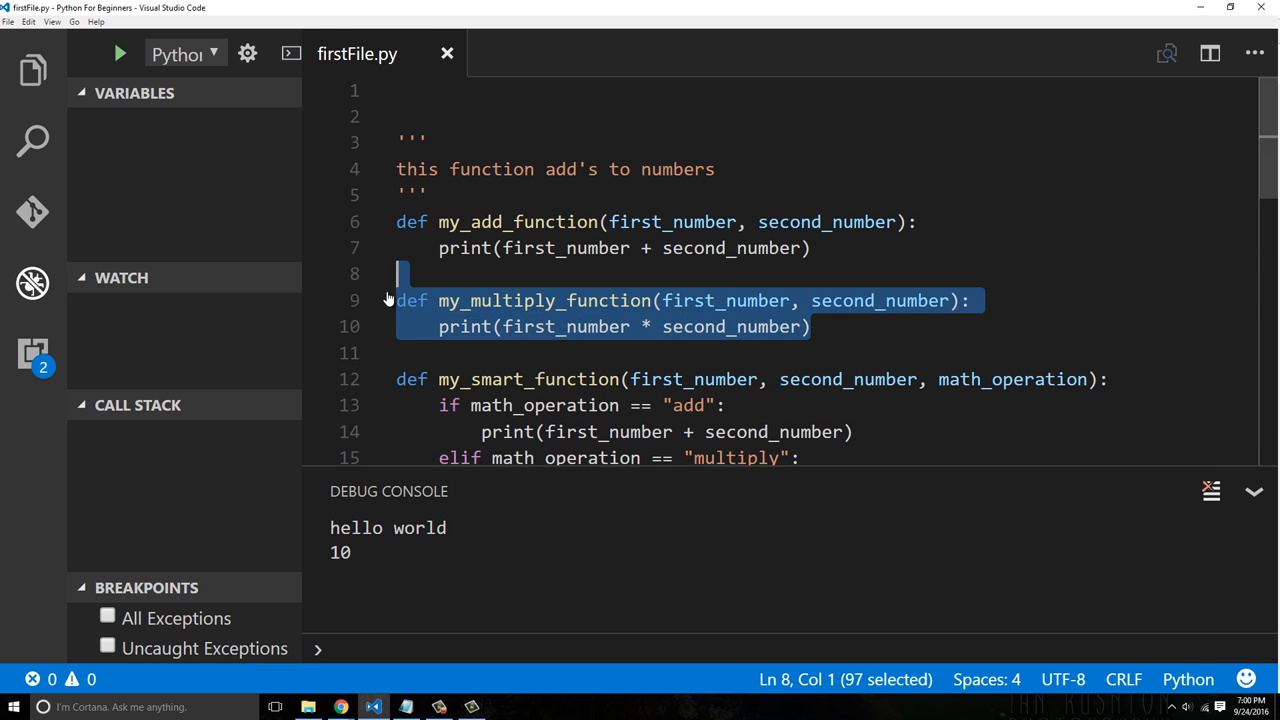 firstFile.py - Python For Beginners - Visual Studio Code
File Edit View Go Help
Python
firstFile.py
VARIABLES
WATCH
CALL STACK
BREAKPOINTS
All Exceptions
Uncaught Exceptions
1
2
3 '''
4 this function add's to numbers
5 '''
6 def my_add_function(first_number, second_number):
7 print(first_number + second_number)
8
9 def my_multiply_function(first_number, second_number):
10 print(first_number * second_number)
11
12 def my_smart_function(first_number, second_number, math_operation):
13 if math_operation == "add":
14 print(first_number + second_number)
15 elif math_operation == "multiply":
2
DEBUG CONSOLE
hello world
10
0 0
Ln 8, Col 1 (97 selected) Spaces: 4 UTF-8 CRLF Python
I'm Cortana. Ask me anything.
7:00 PM
9/24/2016